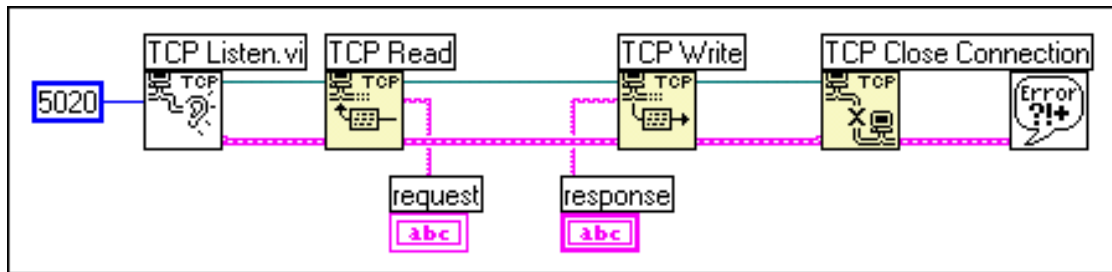 TCP Listen.vi
TCP Read
TCP Write
TCP Close Connection
5020
TCP
TCP
TCP
TCP
Error
?!+
request
response
abc
abc